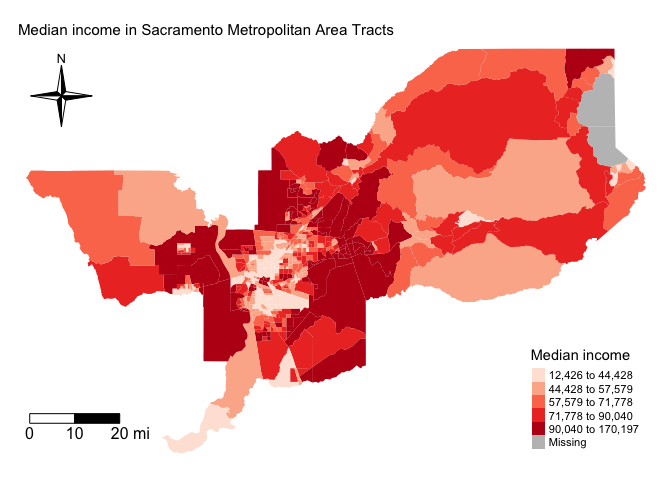 Median income in Sacramento Metropolitan Area Tracts
N
Median income
12,426 to 44,428
44,428 to 57,579
57,579 to 71,778
71,778 to 90,040
90,040 to 170,197
Missing
0 10 20 mi